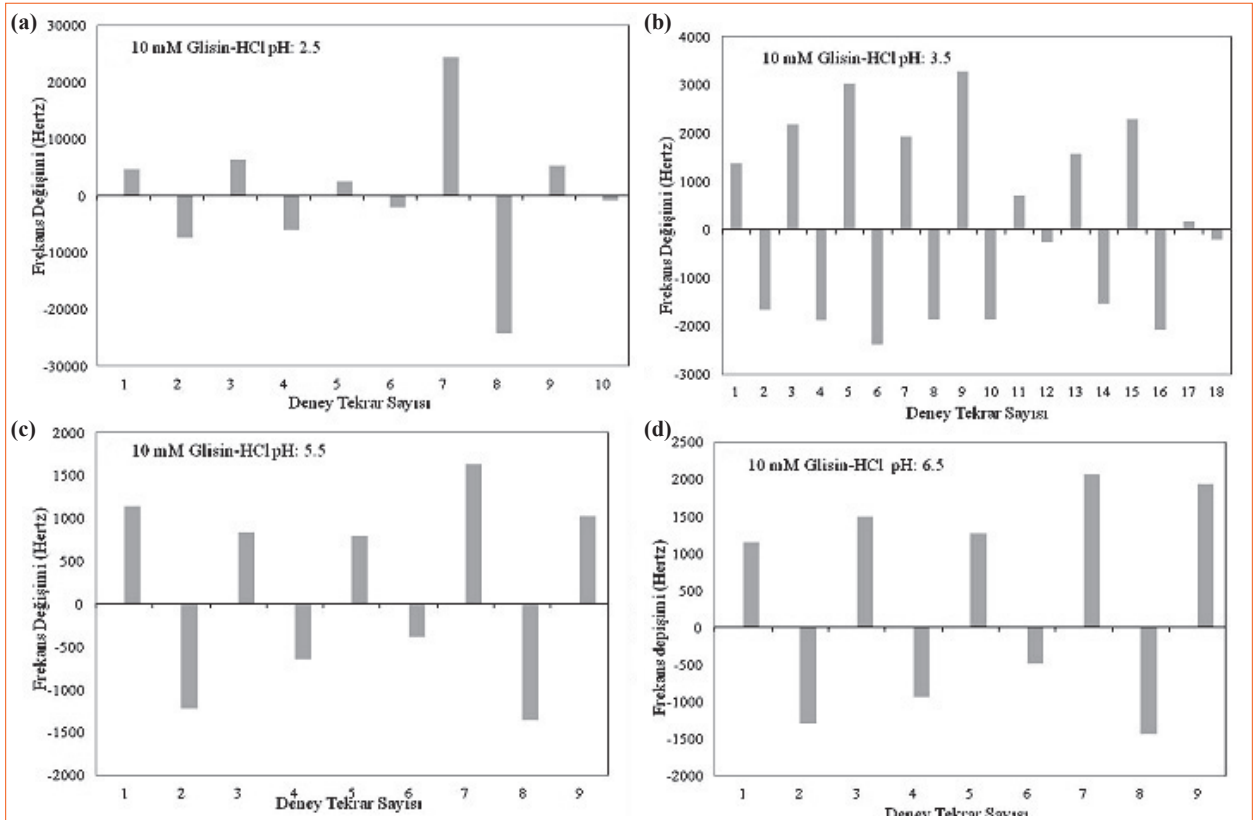 (a)
10 mM Glisin-HCl pH: 2.5
Frekans Değişimi (Hertz)
30000
20000
10000
0
-10000
-20000
-30000
1 2 3 4 5 6 7 8 9 10
Deney Tekrar Sayısı
(b)
10 mM Glisin-HCl pH: 3.5
Frekans Değişimi (Hertz)
4000
3000
2000
1000
0
-1000
-2000
-3000
1 2 3 4 5 6 7 8 9 10 11 12 13 14 15 16 17 18
Deney Tekrar Sayısı
(c)
10 mM Glisin-HCl pH: 5.5
Frekans Değişimi (Hertz)
2000
1500
1000
500
0
-500
-1000
-1500
-2000
1 2 3 4 5 6 7 8 9
Deney Tekrar Sayısı
(d)
10 mM Glisin-HCl pH: 6.5
Frekans depişimi (Hertz)
2500
2000
1500
1000
500
0
-500
-1000
-1500
-2000
1 2 3 4 5 6 7 8 9
Deney Tekrar Sayısı